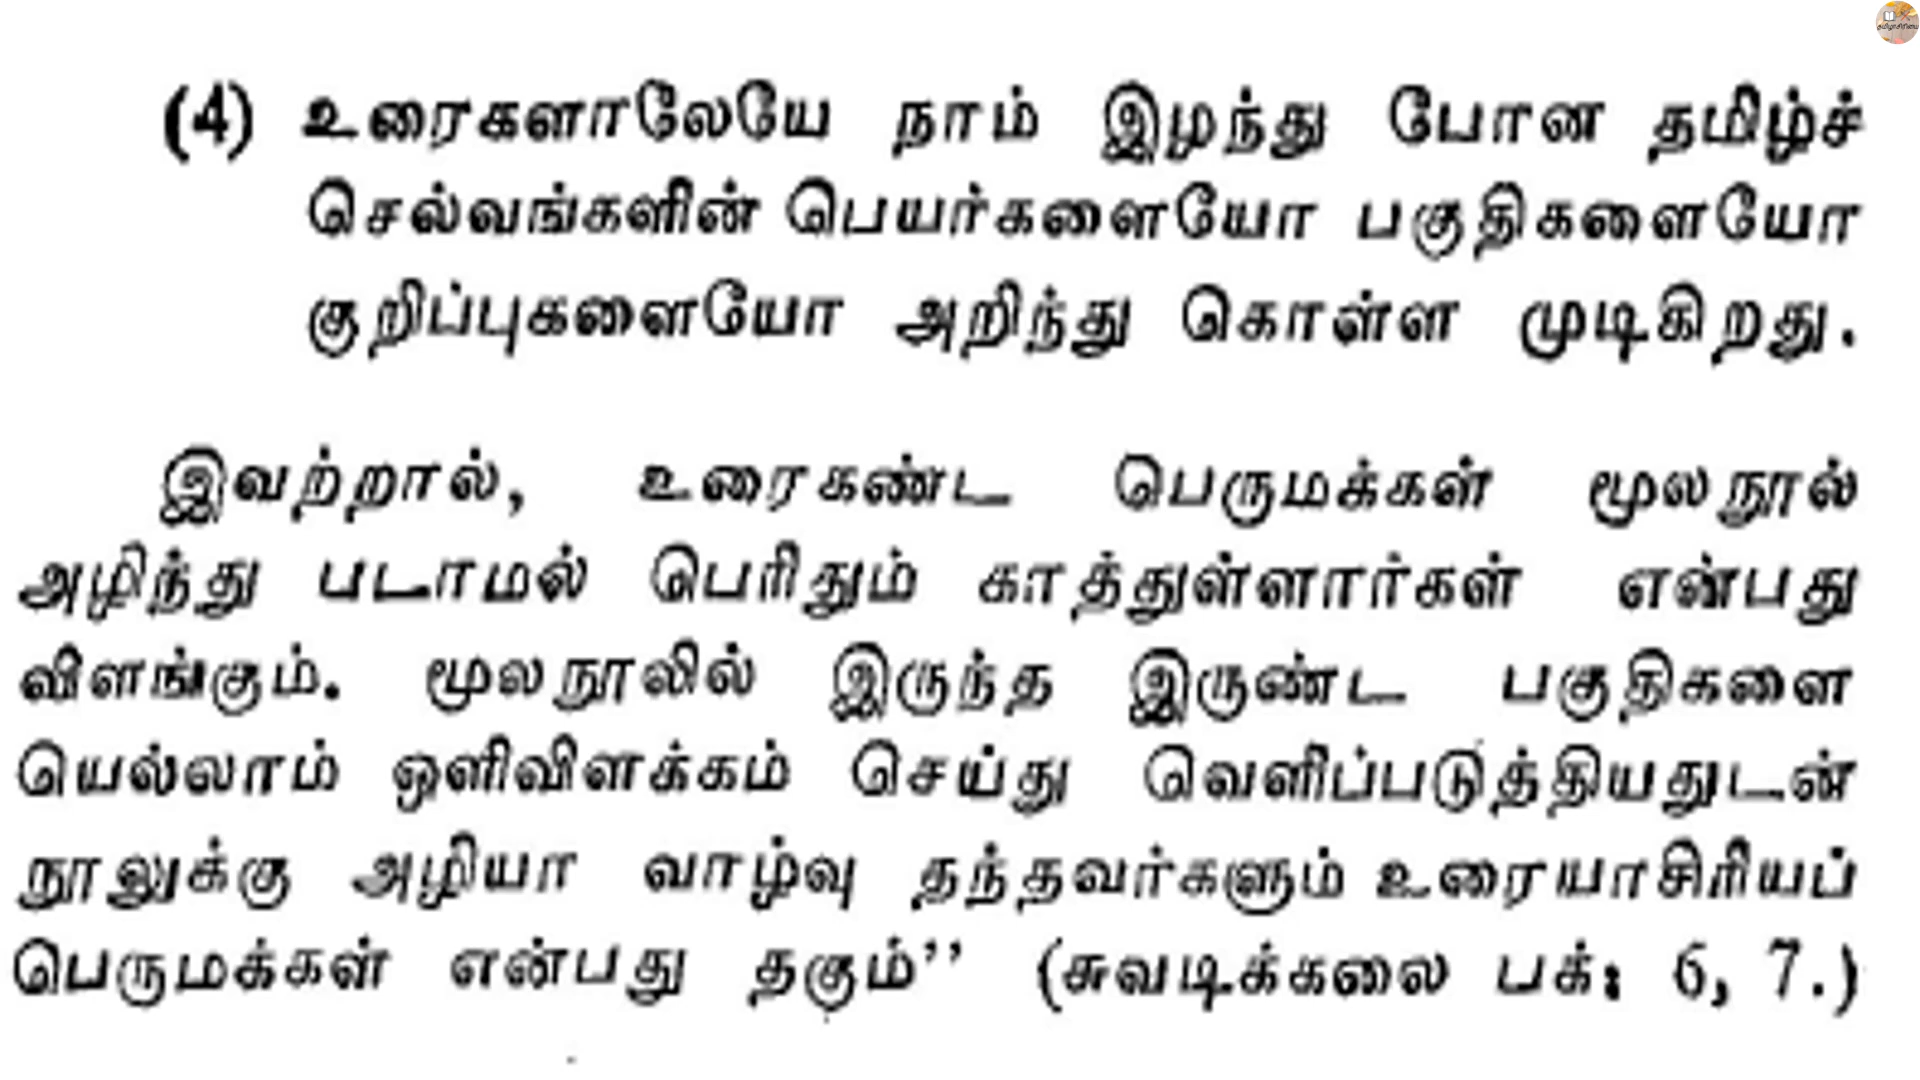 (4) உரைகளாலேயே நாம் இழந்து போன தமிழ்ச்
செல்வங்களின் பெயர்களையோ பகுதிகளையோ
குறிப்புகளையோ அறிந்து கொள்ள முடிகிறது.
இவற்றால், உரைகண்ட பெருமக்கள் மூலநூல்
அழிந்து படாமல் பெரிதும் காத்துள்ளார்கள் என்பது
விளங்கும். மூலநூலில் இருந்த இருண்ட பகுதிகளை
யெல்லாம் ஒளிவிளக்கம் செய்து வெளிப்படுத்தியதுடன்
நூலுக்கு அழியா வாழ்வு தந்தவர்களும் உரையாசிரியப்
பெருமக்கள் என்பது தகும்’’ (சுவடிக்கலை பக்: 6, 7.)